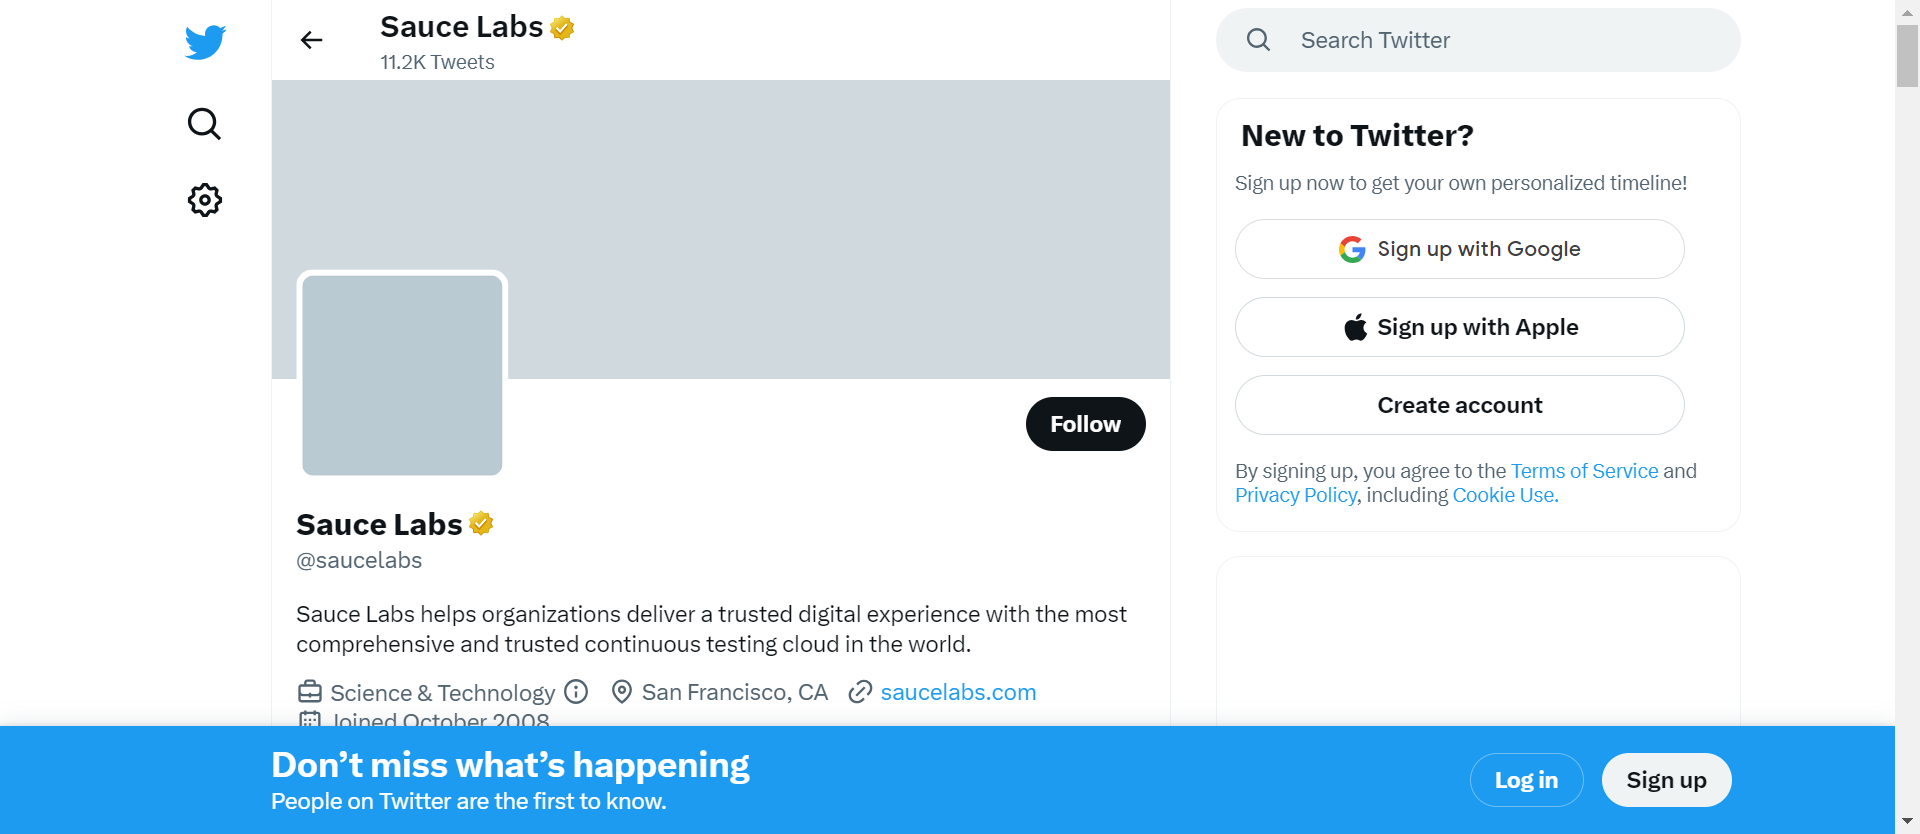 Sauce Labs
11.2K Tweets
Follow
Sauce Labs
@saucelabs
Sauce Labs helps organizations deliver a trusted digital experience with the most
comprehensive and trusted continuous testing cloud in the world.
Science & Technology San Francisco, CA saucelabs.com
Joined October 2008
Search Twitter
New to Twitter?
Sign up now to get your own personalized timeline!
Sign up with Google
Sign up with Apple
Create account
By signing up, you agree to the Terms of Service and
Privacy Policy, including Cookie Use.
Don’t miss what’s happening
People on Twitter are the first to know.
Log in
Sign up